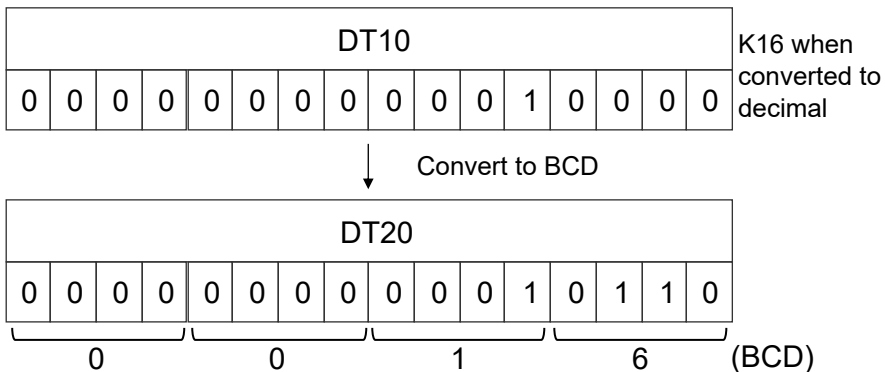 DT10
K16 when
converted to
decimal
0 0 0 0 0 0 0 0 0 0 0 1 0 0 0 0
Convert to BCD
DT20
0 0 0 0 0 0 0 0 0 0 0 1 0 1 1 0
0 0 1 6 (BCD)